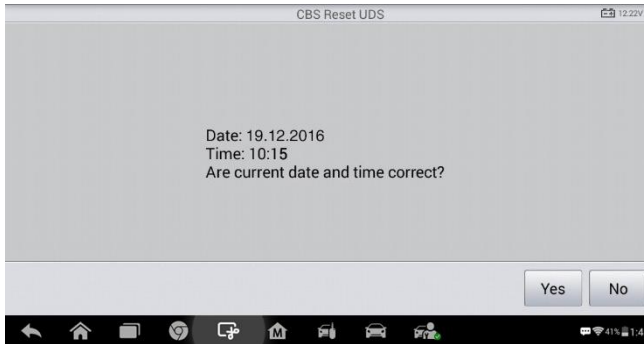 CBS Reset UDS
12.22V
Date: 19.12.2016
Time: 10:15
Are current date and time correct?
Yes
No
M
41%